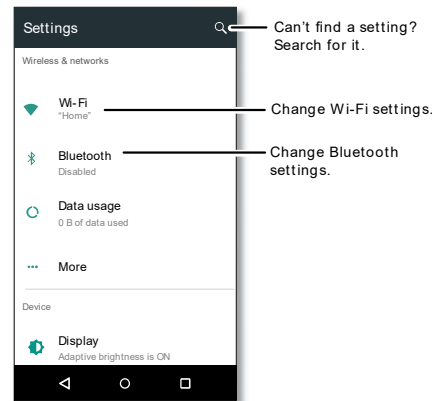 Settings
Can't find a setting?
Search for it.
Wireless & networks
Wi-Fi
"Home"
Change Wi-Fi settings.
Bluetooth
Disabled
Change Bluetooth
settings.
Data usage
0 B of data used
More
Device
Display
Adaptive brightness is ON